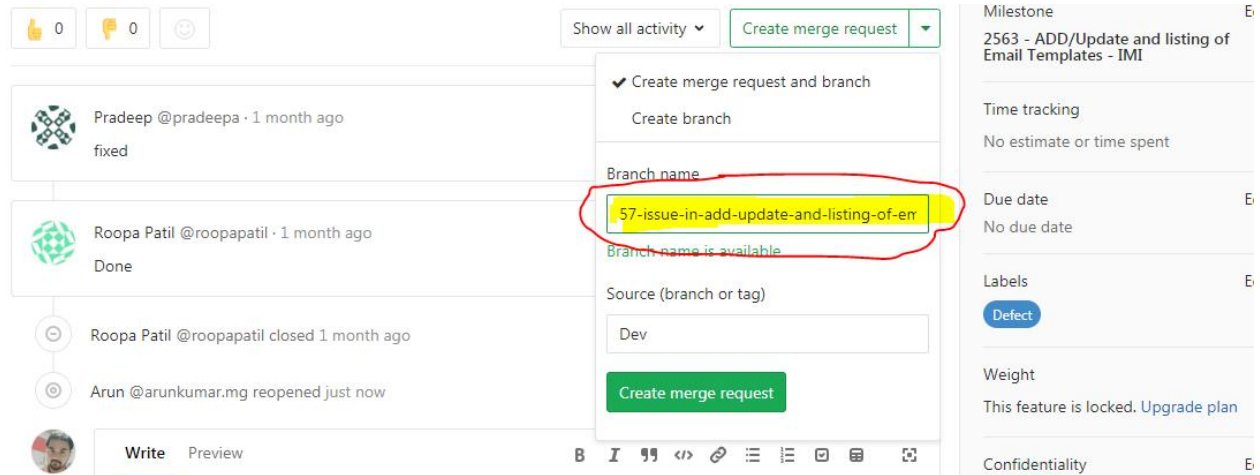 0 0 Show all activity Create merge request
Create merge request and branch
Create branch
Branch name
57-issue-in-add-update-and-listing-of-em
Branch name is available
Source (branch or tag)
Dev
Create merge request
Pradeep @pradeepa · 1 month ago
fixed
Roopa Patil @roopapatil · 1 month ago
Done
Roopa Patil @roopapatil closed 1 month ago
Arun @arunkumar.mg reopened just now
Write Preview B I
Milestone
2563 - ADD/Update and listing of
Email Templates - IMI
Time tracking
No estimate or time spent
Due date
No due date
Labels
Defect
Weight
This feature is locked. Upgrade plan
Confidentiality